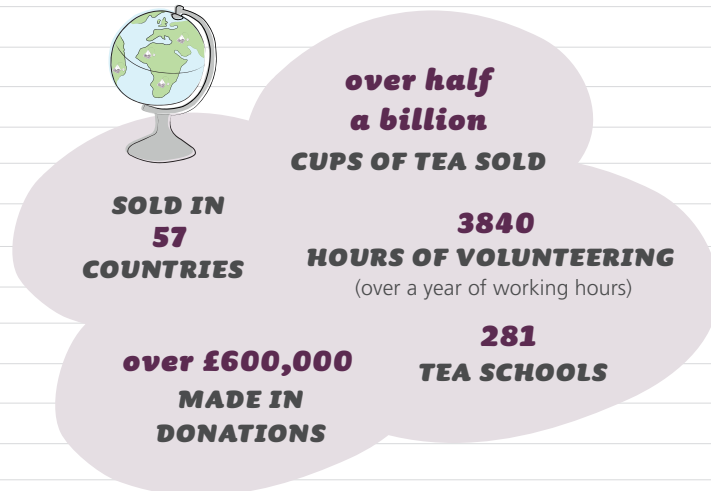 over half
a billion
CUPS OF TEA SOLD
SOLD IN
57
COUNTRIES
3840
HOURS OF VOLUNTEERING
(over a year of working hours)
281
TEA SCHOOLS
over £600,000
MADE IN
DONATIONS